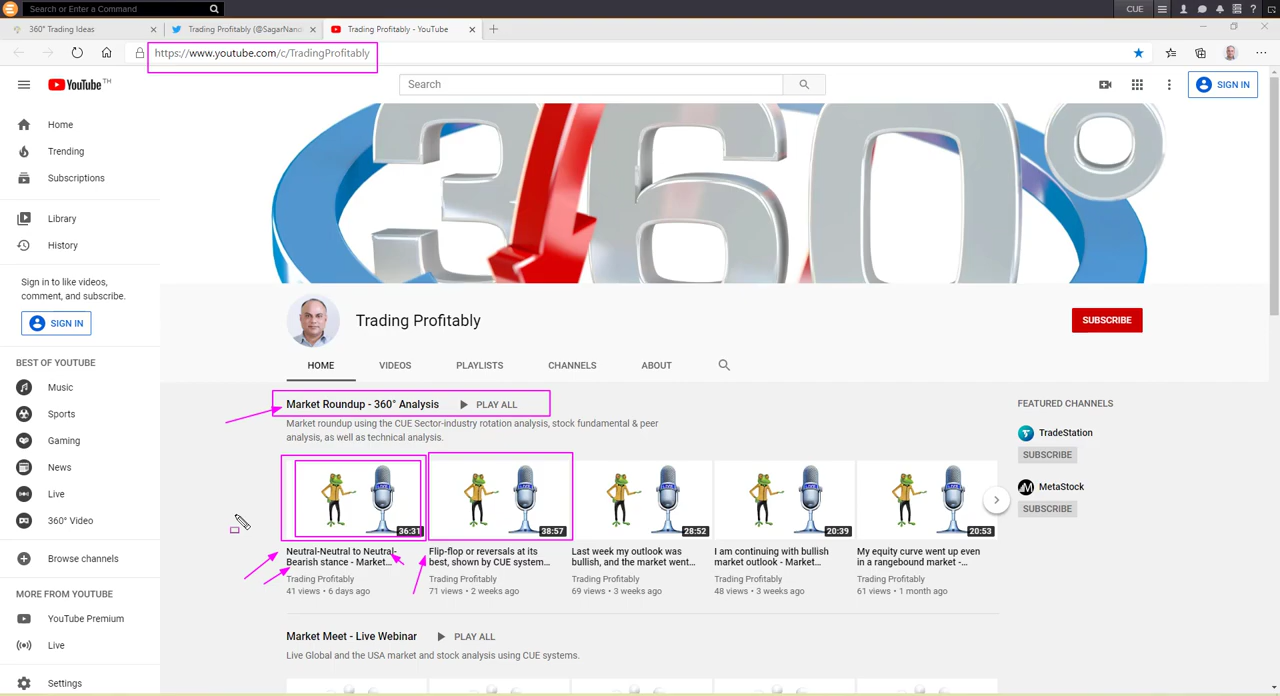 Search or Enter a Command
CUE
360° Trading Ideas
Trading Profitably (@SagarNand
Trading Profitably - YouTube
https://www.youtube.com/c/TradingProfitably
YouTube TH
Search
SIGN IN
360°
Home
Trending
Subscriptions
Library
History
Sign in to like videos,
comment, and subscribe.
SIGN IN
BEST OF YOUTUBE
Music
Sports
Gaming
News
Live
360° Video
Browse channels
MORE FROM YOUTUBE
YouTube Premium
Live
Settings
Trading Profitably
SUBSCRIBE
HOME
VIDEOS
PLAYLISTS
CHANNELS
ABOUT
Market Roundup - 360° Analysis
PLAY ALL
Market roundup using the CUE Sector-industry rotation analysis, stock fundamental & peer
analysis, as well as technical analysis.
LIVE
36:31
Neutral-Neutral to Neutral-
Bearish stance - Market...
Trading Profitably
41 views • 6 days ago
LIVE
38:57
Flip-flop or reversals at its
best, shown by CUE system...
Trading Profitably
71 views • 2 weeks ago
LIVE
28:52
Last week my outlook was
bullish, and the market went...
Trading Profitably
69 views • 3 weeks ago
LIVE
20:39
I am continuing with bullish
market outlook - Market...
Trading Profitably
48 views • 3 weeks ago
LIVE
20:53
My equity curve went up even
in a rangebound market -...
Trading Profitably
61 views • 1 month ago
Market Meet - Live Webinar
PLAY ALL
Live Global and the USA market and stock analysis using CUE systems.
FEATURED CHANNELS
TradeStation
SUBSCRIBE
MetaStock
SUBSCRIBE